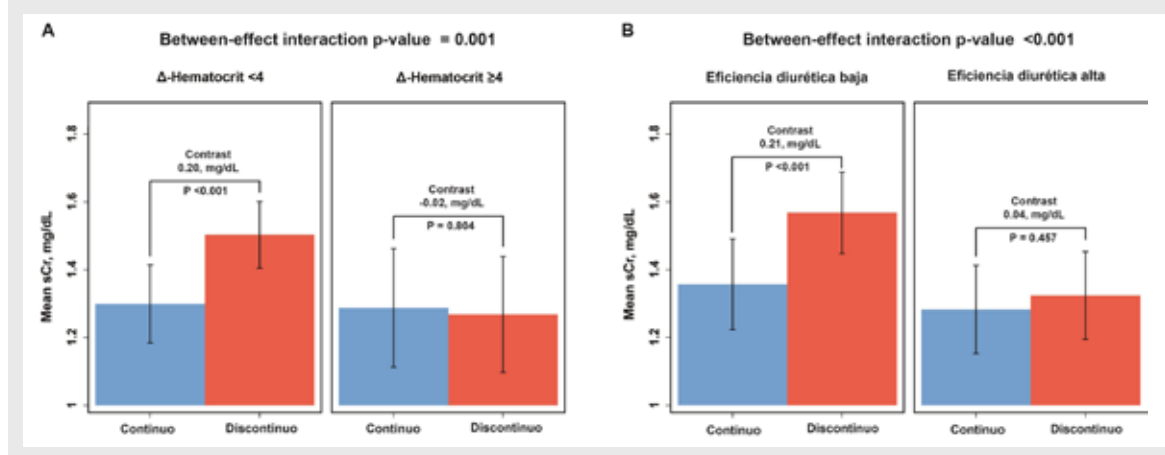 A
Between-effect interaction p-value = 0.001
Δ-Hematocrit <4
Δ-Hematocrit ≥4
Mean sCr, mg/dL
1
1.2
1.4
1.6
1.8
Contrast
0.20, mg/dL
P <0.001
Contrast
-0.02, mg/dL
P = 0.804
Continuo
Discontinuo
Continuo
Discontinuo
B
Between-effect interaction p-value <0.001
Eficiencia diurética baja
Eficiencia diurética alta
Mean sCr, mg/dL
1
1.2
1.4
1.6
1.8
Contrast
0.21, mg/dL
P <0.001
Contrast
0.04, mg/dL
P = 0.457
Continuo
Discontinuo
Continuo
Discontinuo